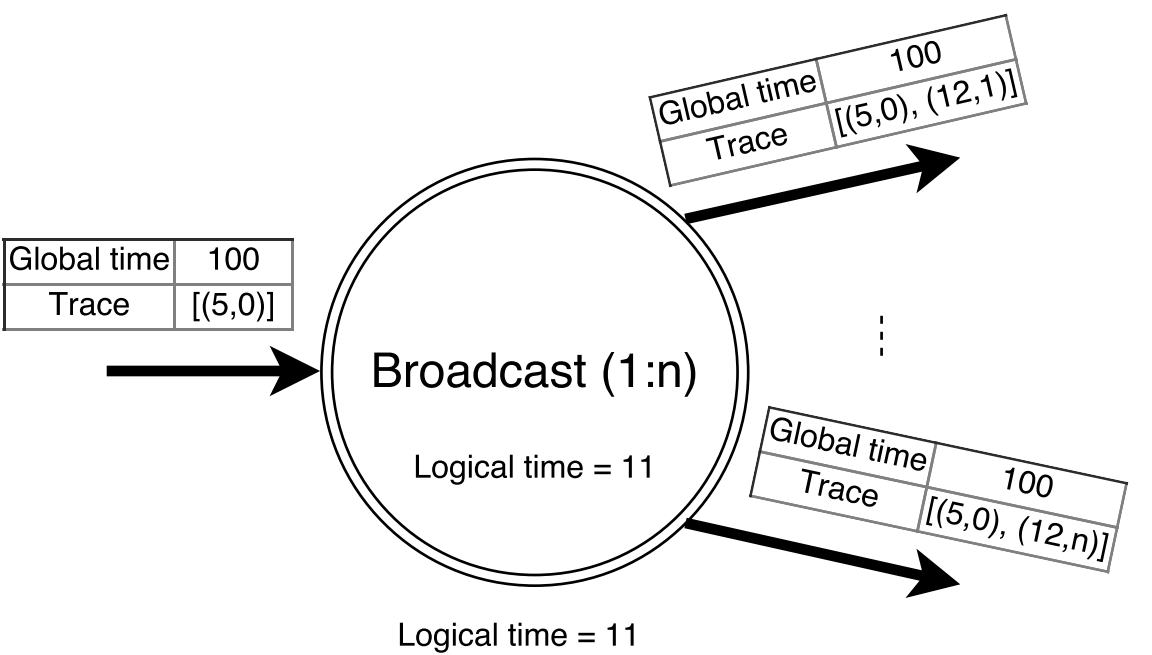 Global time 100
Trace [(5,0), (12,1)]
Global time 100
Trace [(5,0)]
Broadcast (1:n)
Logical time = 11
Global time 100
Trace [(5,0), (12,n)]
Logical time = 11